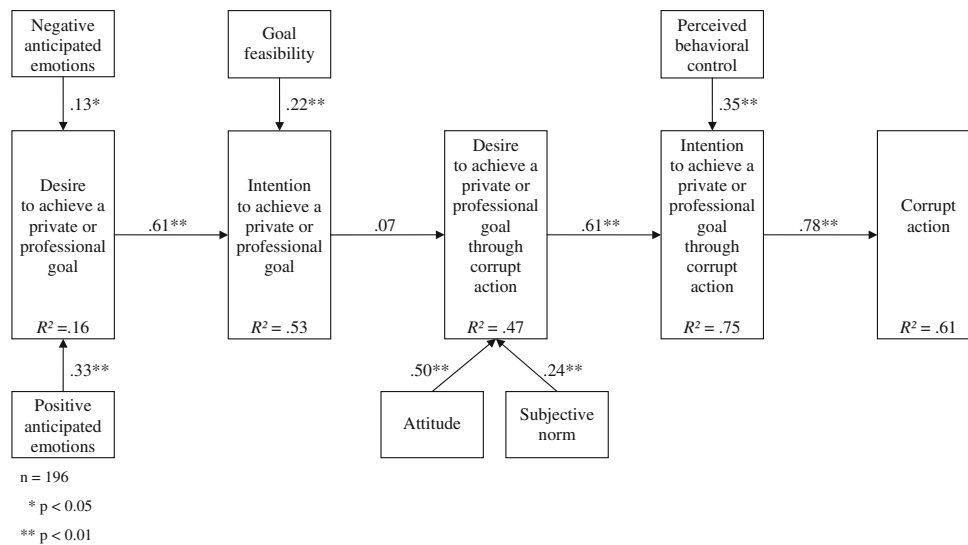 Negative
anticipated
emotions
Goal
feasibility
Perceived
behavioral
control
.13*
.22**
.35**
Desire
to achieve a
private or
professional
goal
R² =.16
.61**
Intention
to achieve a
private or
professional
goal
R² = .53
.07
Desire
to achieve a
private or
professional
goal
through
corrupt
action
R² = .47
.61**
Intention
to achieve a
private or
professional
goal
through
corrupt
action
R² = .75
.78**
Corrupt
action
R² = .61
.33**
.50**
.24**
Positive
anticipated
emotions
Attitude
Subjective
norm
n = 196
* p < 0.05
** p < 0.01